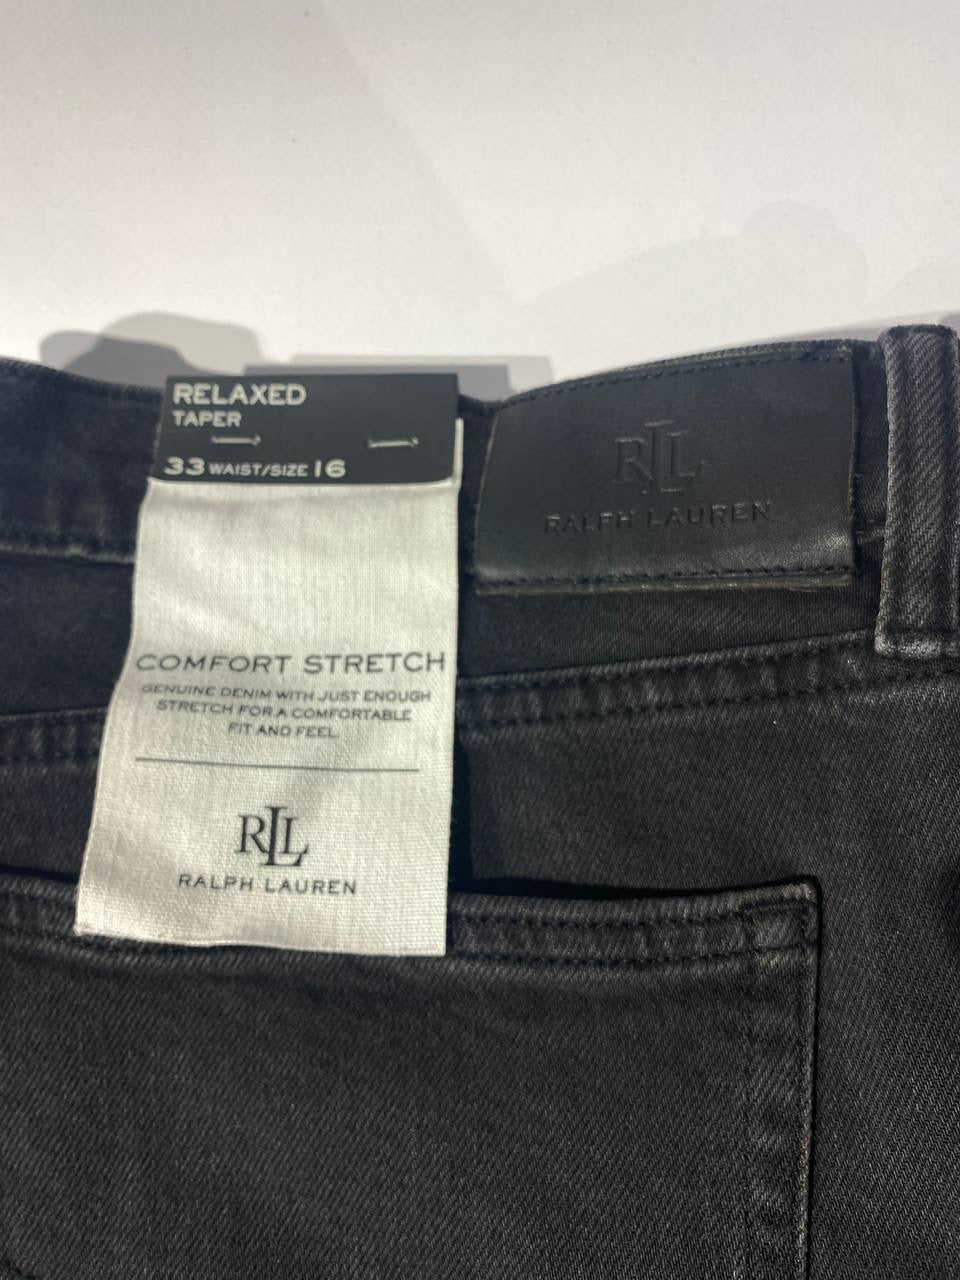 RELAXED
TAPER
33 WAIST/SIZE 16
COMFORT STRETCH
GENUINE DENIM WITH JUST ENOUGH
STRETCH FOR A COMFORTABLE
FIT AND FEEL.
RLL
RALPH LAUREN
RLL
RALPH LAUREN